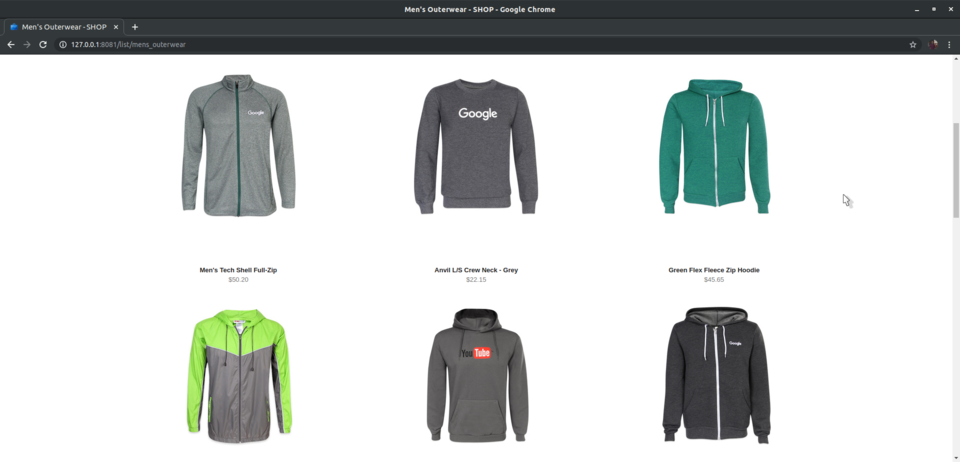 Men's Outerwear - SHOP - Google Chrome
Men's Outerwear - SHOP
127.0.0.1:8081/list/mens_outerwear
Google
Google
Men's Tech Shell Full-Zip
Anvil L/S Crew Neck - Grey
Green Flex Fleece Zip Hoodie
$50.20
$22.15
$45.65
YouTube
Google